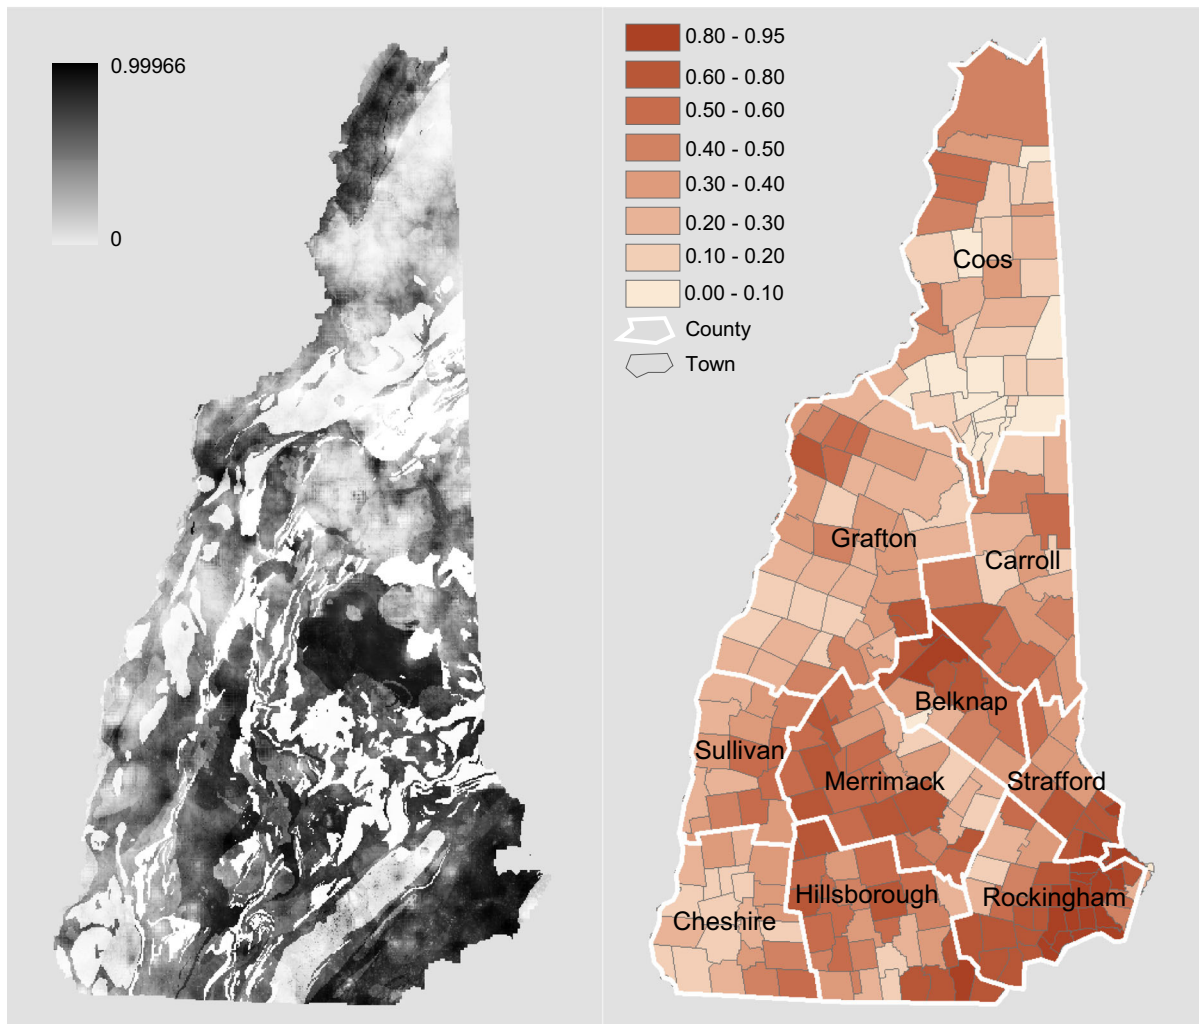 0.99966
0
0.80 - 0.95
0.60 - 0.80
0.50 - 0.60
0.40 - 0.50
0.30 - 0.40
0.20 - 0.30
0.10 - 0.20
0.00 - 0.10
County
Town
Coos
Grafton
Carroll
Belknap
Sullivan
Merrimack
Strafford
Hillsborough
Rockingham
Cheshire